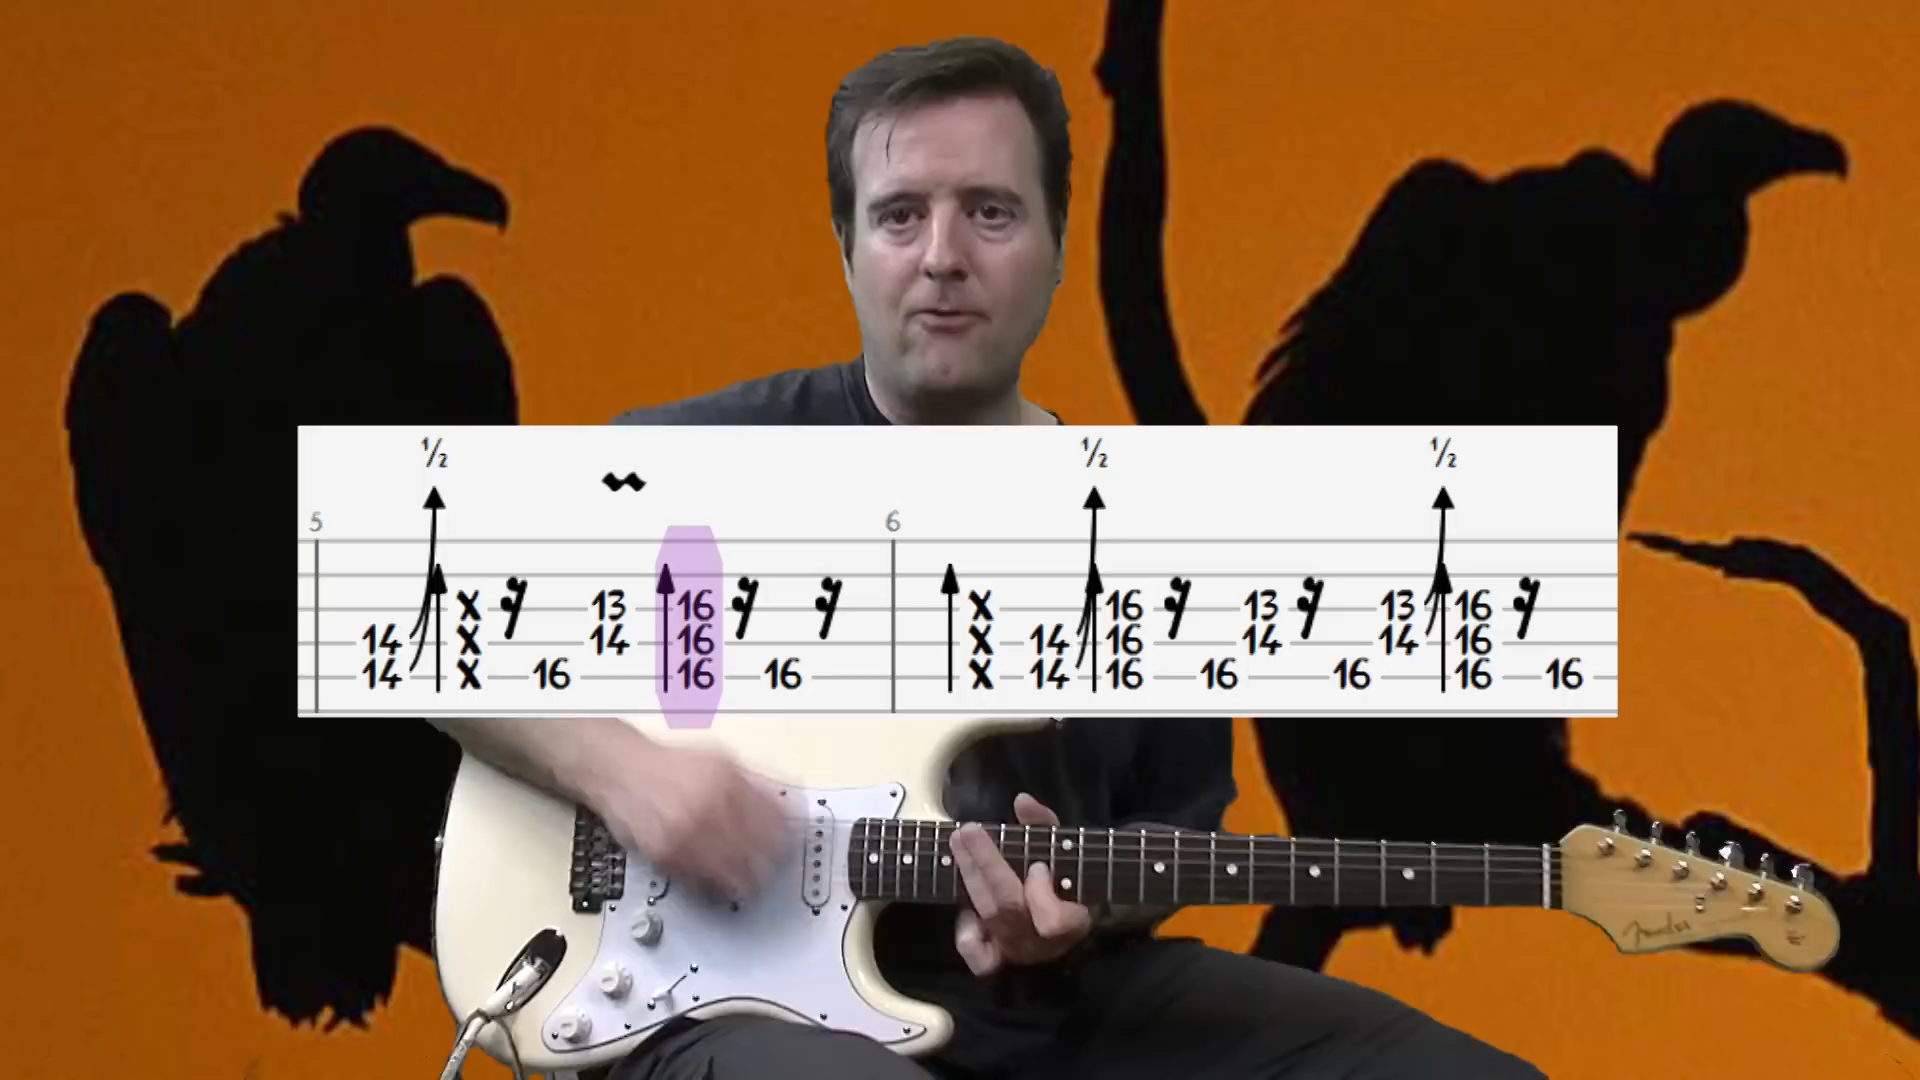 ½ ½ ½
5 6
X 13 16 X 16 13 13 16
14 X 14 16 X 14 16 14 14 16
14 X 16 16 16 X 14 16 16 16 16 16
Fender